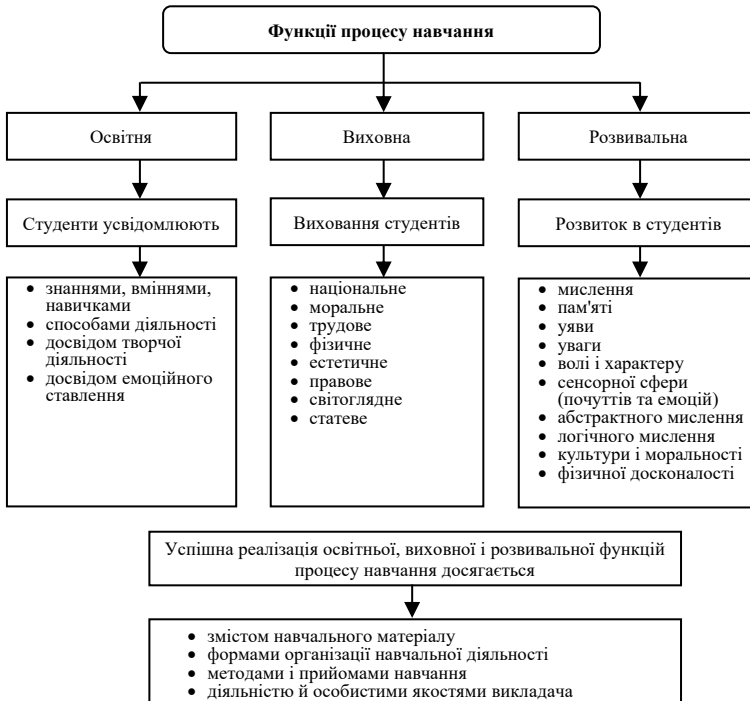 Функції процесу навчання
Освітня
Виховна
Розвивальна
Студенти усвідомлюють
Виховання студентів
Розвиток в студентів
• знаннями, вміннями,
навичками
• способами діяльності
• досвідом творчої
діяльності
• досвідом емоційного
ставлення
• національне
• моральне
• трудове
• фізичне
• естетичне
• правове
• світоглядне
• статеве
• мислення
• пам'яті
• уяви
• уваги
• волі і характеру
• сенсорної сфери
(почуттів та емоцій)
• абстрактного мислення
• логічного мислення
• культури і моральності
• фізичної досконалості
Успішна реалізація освітньої, виховної і розвивальної функцій
процесу навчання досягається
• змістом навчального матеріалу
• формами організації навчальної діяльності
• методами і прийомами навчання
• діяльністю й особистими якостями викладача